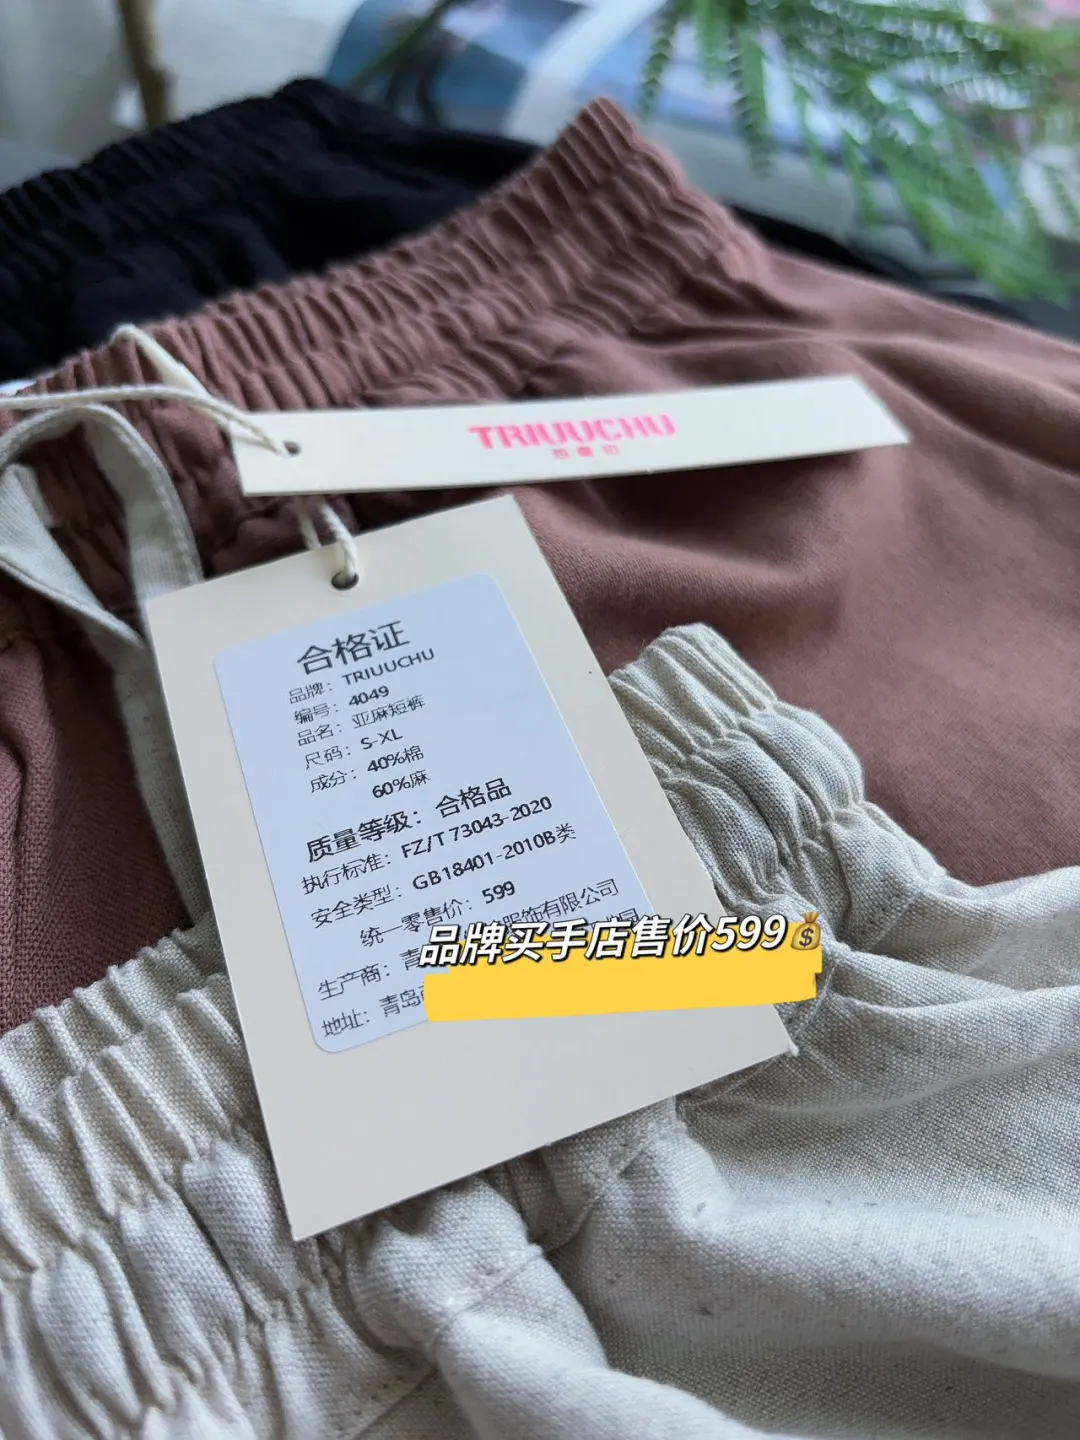 TRIUUCHU
合格证
品牌：TRIUUCHU
编号：4049
品名：亚麻短裤
尺码：S-XL
成分：40%棉
60%麻
质量等级：合格品
执行标准：FZ/T 73043-2020
安全类型：GB18401-2010B类
统一零售价：599
生产商：青 服饰有限公司
品牌买手店售价599💰
地址：青岛